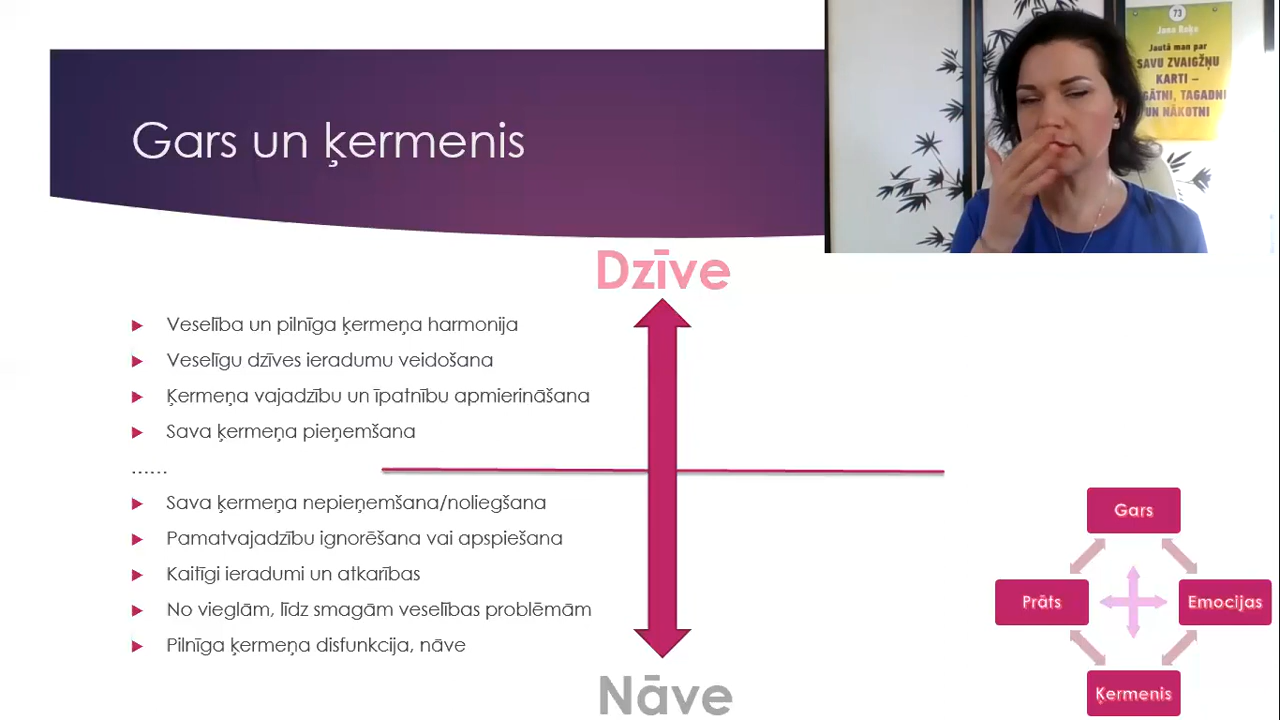 Gars un ķermenis
73
Jana Raka
Jautā man par
SAVU ZVAIGŽŅU
KARTI –
TAGADNI
UN NĀKOTNI
Dzīve
Veselība un pilnīga ķermeņa harmonija
Veselīgu dzīves ieradumu veidošana
Ķermeņa vajadzību un īpatnību apmierināšana
Sava ķermeņa pieņemšana
......
Sava ķermeņa nepieņemšana/noliegšana
Pamatvajadzību ignorēšana vai apspiešana
Kaitīgi ieradumi un atkarības
No vieglām, līdz smagām veselības problēmām
Pilnīga ķermeņa disfunkcija, nāve
Nāve
Gars
Prāts
Emocijas
Ķermenis